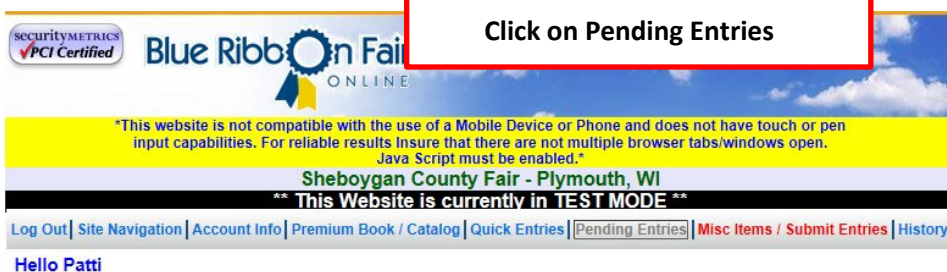 Click on Pending Entries
securityMETRICS
PCI Certified
Blue Ribbon Fair
ONLINE
*This website is not compatible with the use of a Mobile Device or Phone and does not have touch or pen
input capabilities. For reliable results Insure that there are not multiple browser tabs/windows open.
Java Script must be enabled.*
Sheboygan County Fair - Plymouth, WI
** This Website is currently in TEST MODE **
Log Out | Site Navigation | Account Info | Premium Book / Catalog | Quick Entries | Pending Entries | Misc Items / Submit Entries | History
Hello Patti